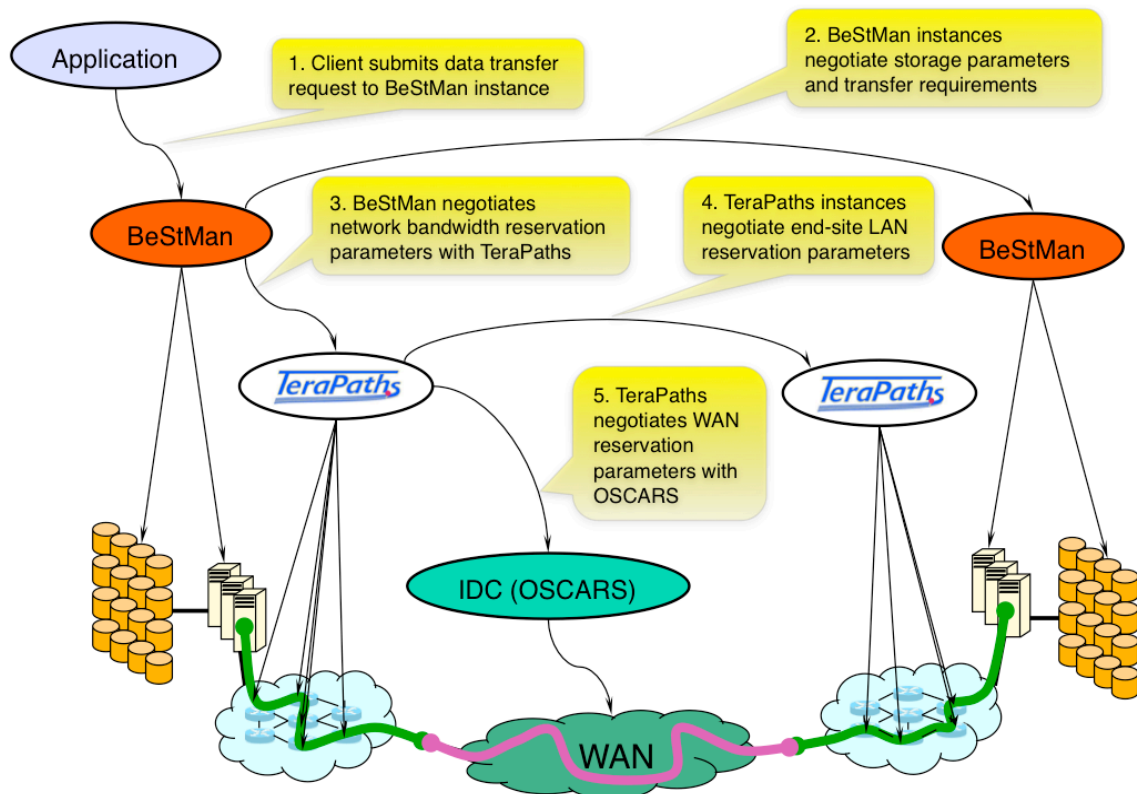 Application
1. Client submits data transfer
request to BeStMan instance
2. BeStMan instances
negotiate storage parameters
and transfer requirements
BeStMan
3. BeStMan negotiates
network bandwidth reservation
parameters with TeraPaths
4. TeraPaths instances
negotiate end-site LAN
reservation parameters
BeStMan
TeraPaths
5. TeraPaths
negotiates WAN
reservation
parameters with
OSCARS
TeraPaths
IDC (OSCARS)
WAN